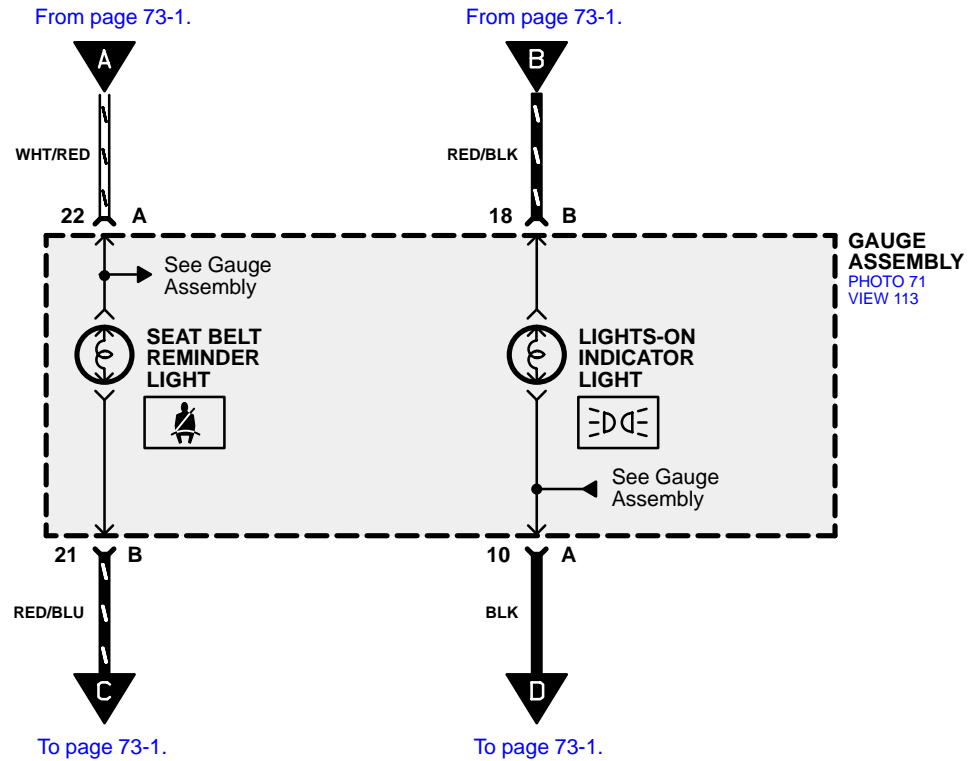 From page 73-1.
From page 73-1.
A
B
WHT/RED
RED/BLK
22 A
18 B
GAUGE
ASSEMBLY
PHOTO 71
VIEW 113
See Gauge
Assembly
SEAT BELT
REMINDER
LIGHT
LIGHTS-ON
INDICATOR
LIGHT
See Gauge
Assembly
21 B
10 A
RED/BLU
BLK
C
D
To page 73-1.
To page 73-1.